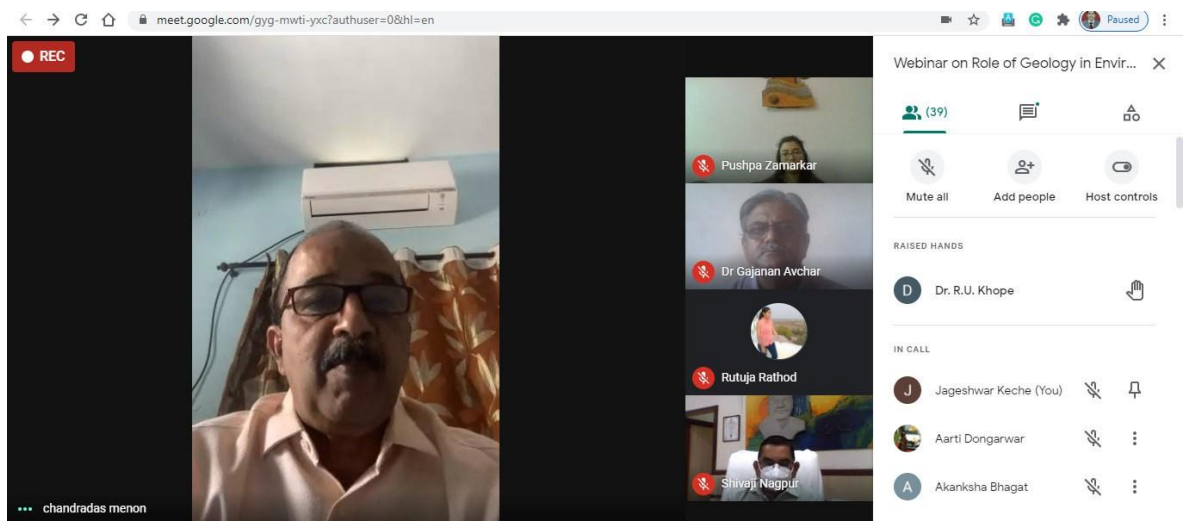 meet.google.com/gyg-mwti-yxc?authuser=0&hl=en
Paused
REC
Webinar on Role of Geology in Envir...
(39)
Mute all
Add people
Host controls
RAISED HANDS
D
Dr. R.U. Khope
IN CALL
J
Jageshwar Keche (You)
Aarti Dongarwar
A
Akanksha Bhagat
Pushpa Zamarkar
Dr Gajanan Avchar
Rutuja Rathod
Shivaji Nagpur
chandradas menon